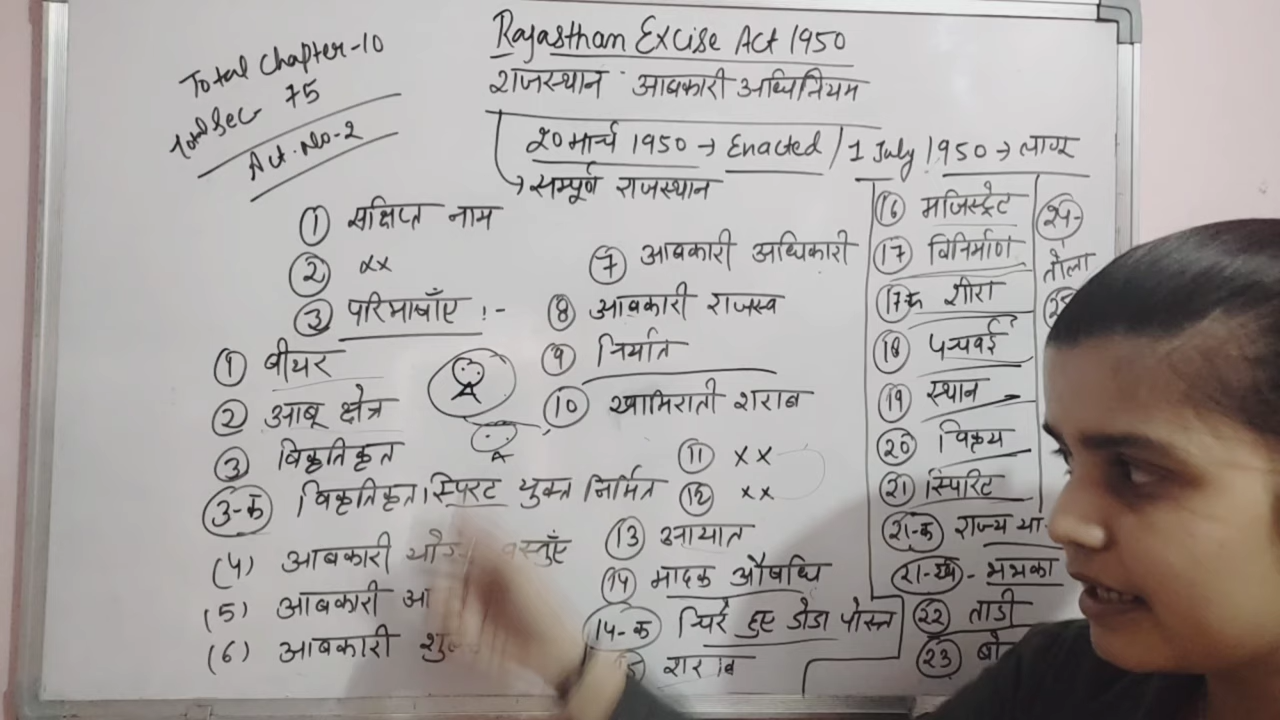 Rajasthan Excise Act 1950
राजस्थान आबकारी अधिनियम
Total Chapter-10
Total Sec- 75
Act. No-2
20 मार्च 1950 → Enacted / 1 July 1950 → लागू
→ सम्पूर्ण राजस्थान
① संक्षिप्त नाम
② xx
③ परिभाषाएँ :-
① बीयर
② आबू क्षेत्र
③ विकृतिकृत
3-क विकृतिकृत स्पिरट युक्त निर्मित
(4) आबकारी
(5) आबकारी
(6) आबकारी
⑦ आबकारी अधिकारी
⑧ आबकारी राजस्व
⑨ निर्यात
⑩ खामिराती शराब
⑪ xx
⑫ xx
⑬ आयात
⑭ मादक औषधि
14-क चिरे हुए डोडा पोस्त
शराब
⑯ मजिस्ट्रेट
⑰ विनिर्माण
17क शीरा
⑱ पचवई
⑲ स्थान
⑳ विक्रय
㉑ स्पिरिट
21-क राज्य
21-ख - भभका
㉒ ताडी
㉓
24-
तोला